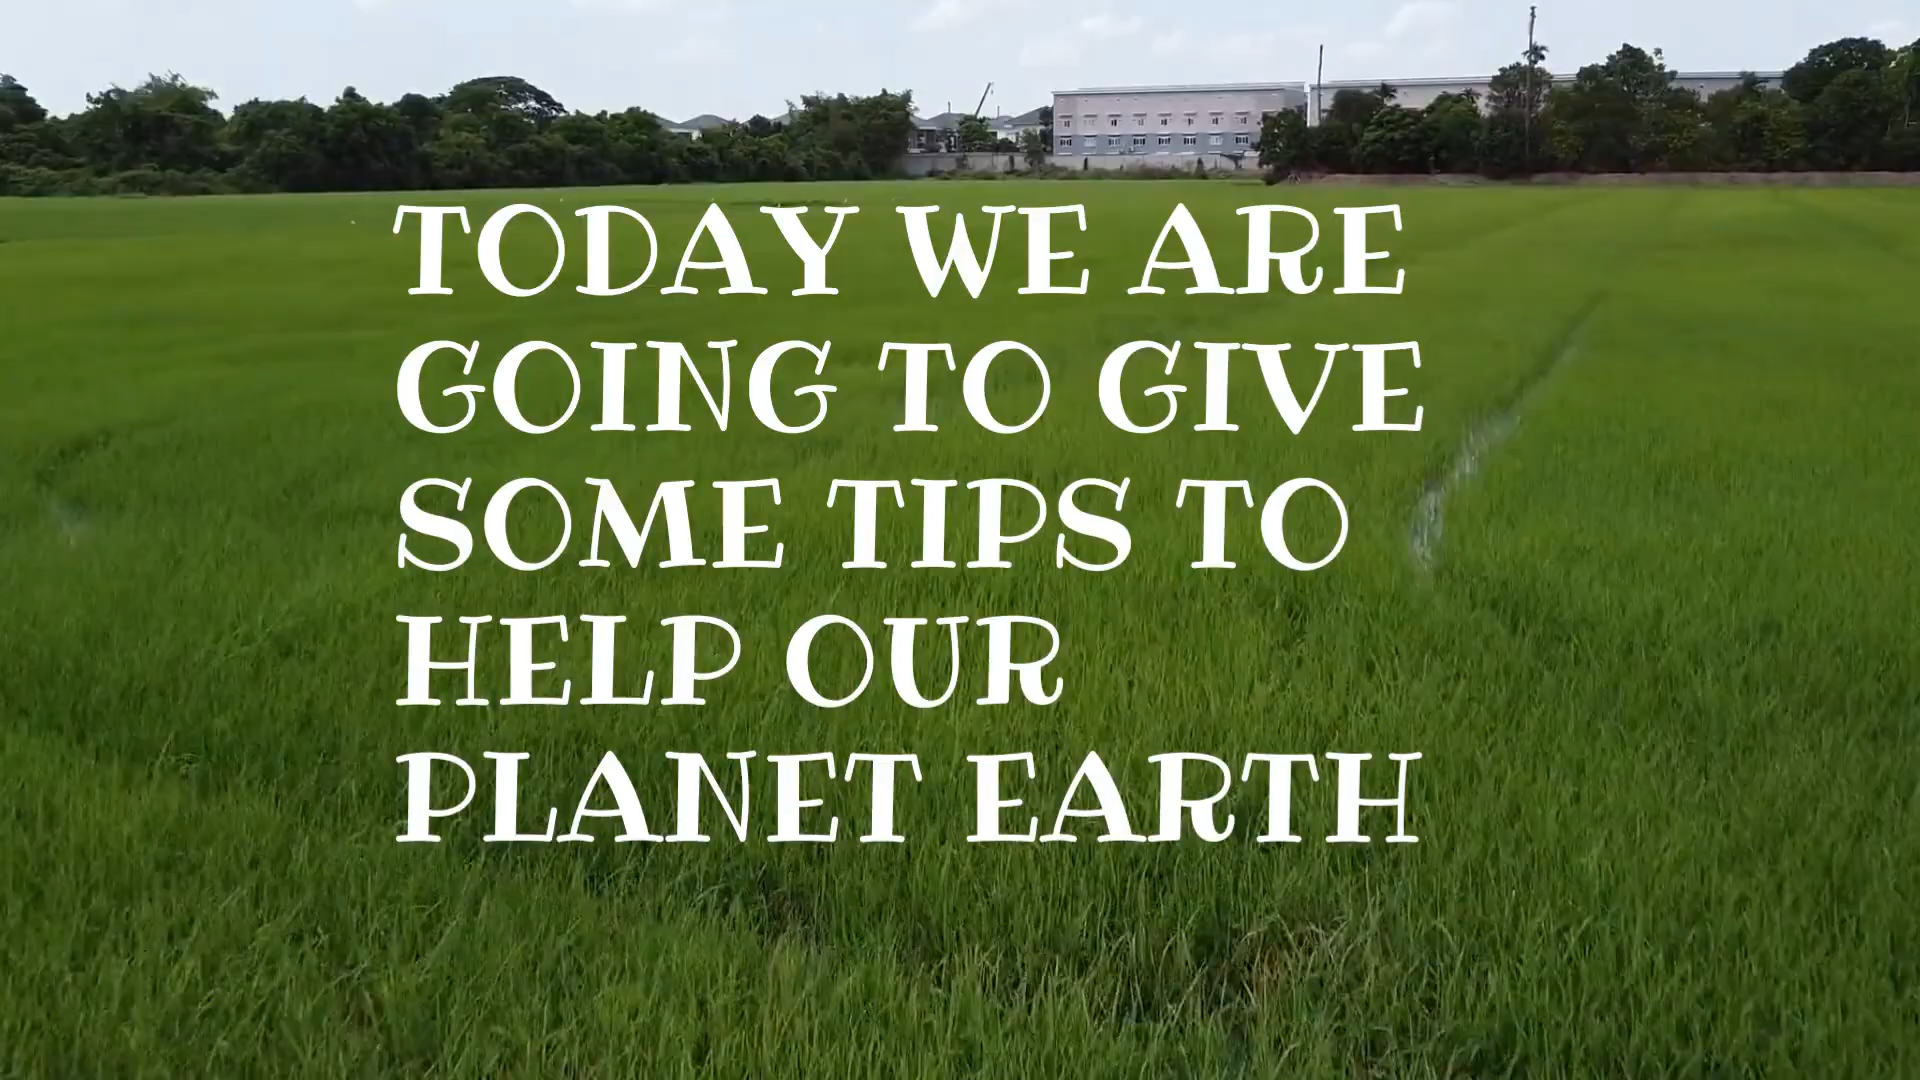 TODAY WE ARE
GOING TO GIVE
SOME TIPS TO
HELP OUR
PLANET EARTH